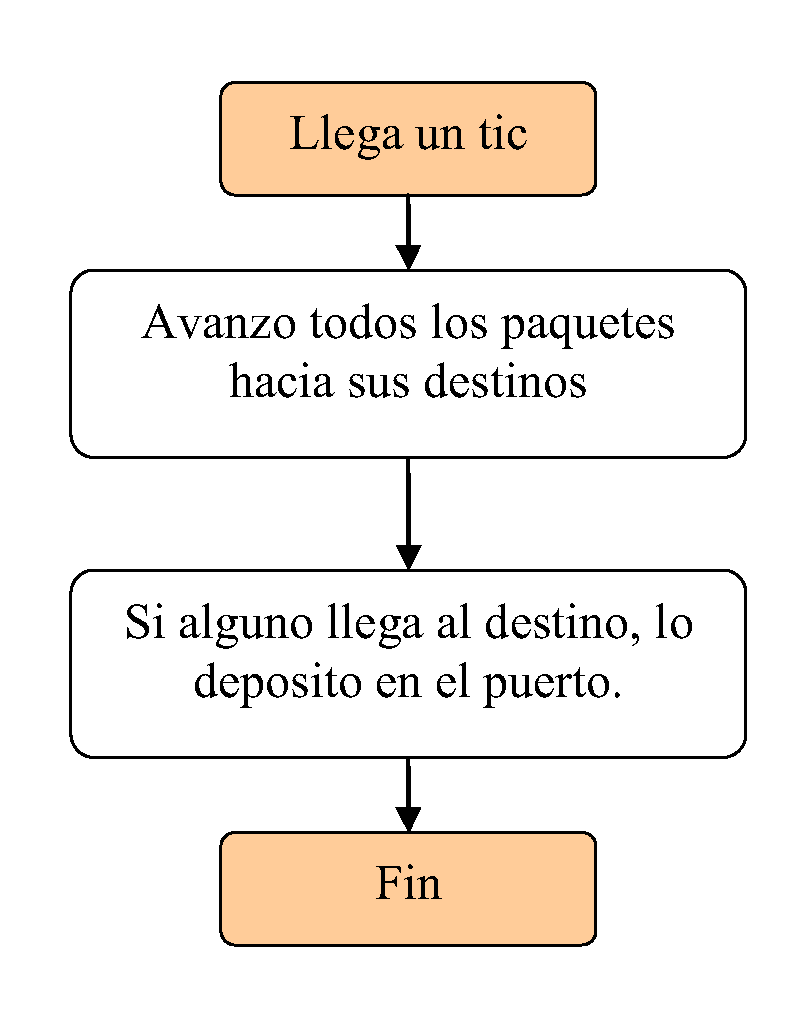 Llega un tic
Avanzo todos los paquetes
hacia sus destinos
Si alguno llega al destino, lo
deposito en el puerto.
Fin